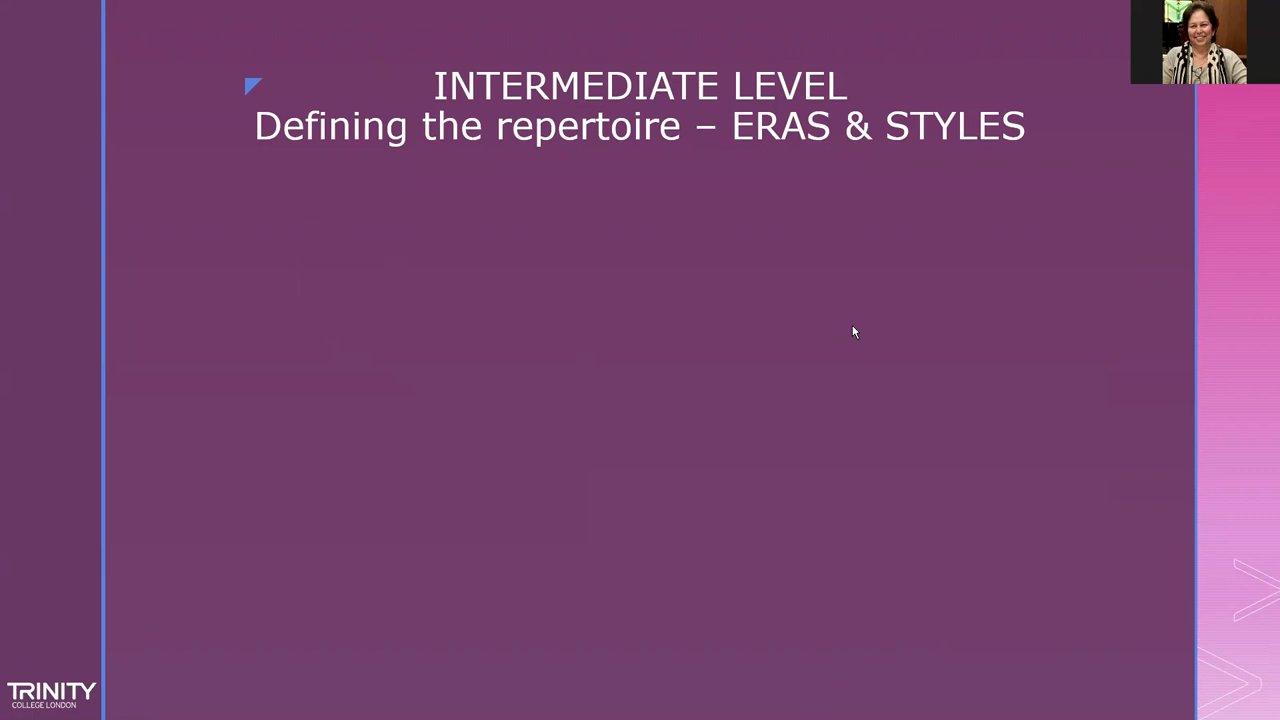 INTERMEDIATE LEVEL
Defining the repertoire – ERAS & STYLES
TRINITY
COLLEGE LONDON